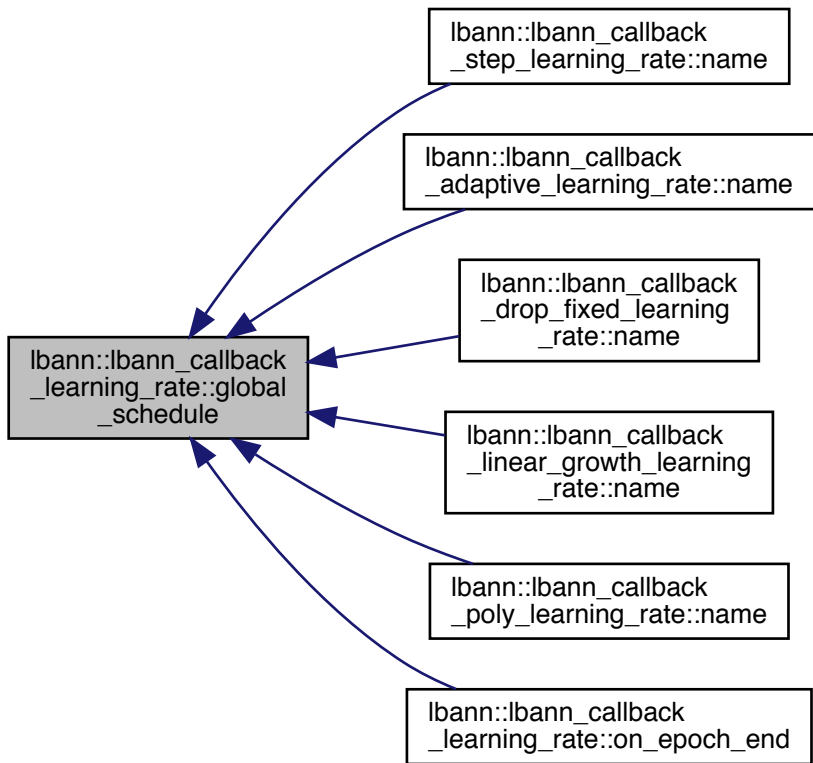 lbann::lbann_callback
_step_learning_rate::name
lbann::lbann_callback
_adaptive_learning_rate::name
lbann::lbann_callback
_drop_fixed_learning
_rate::name
lbann::lbann_callback
_learning_rate::global
_schedule
lbann::lbann_callback
_linear_growth_learning
_rate::name
lbann::lbann_callback
_poly_learning_rate::name
lbann::lbann_callback
_learning_rate::on_epoch_end